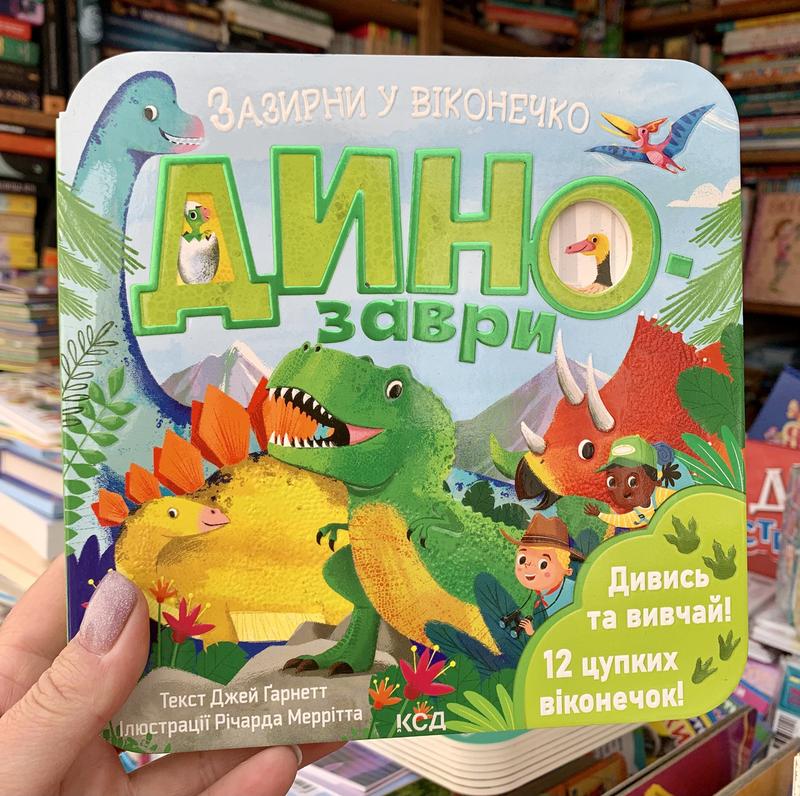 Зазирни у віконечко
ДИНО-
заври
Дивись
та вивчай!
12 цупких
віконечок!
Текст Джей Ґарнетт
Ілюстрації Річарда Меррітта
КСД